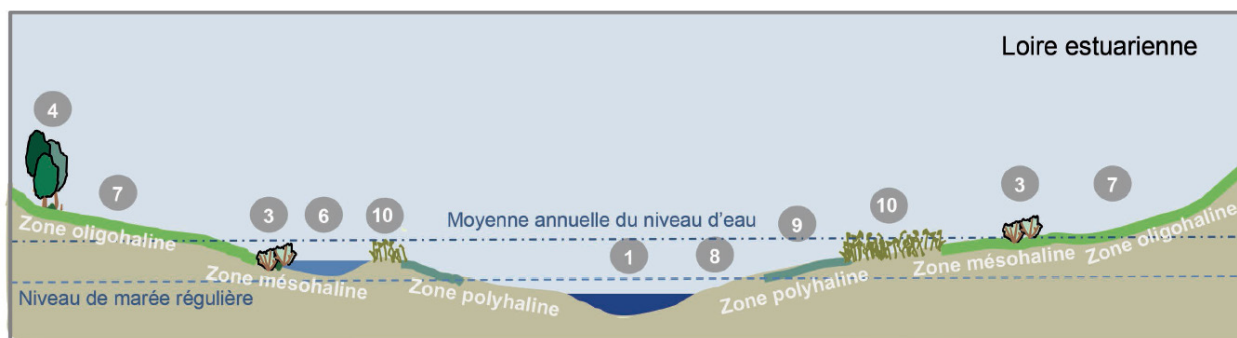 Loire estuarienne
4
7
3
6
10
Moyenne annuelle du niveau d'eau
1
8
9
10
3
7
Zone oligohaline
Zone mésohaline
Zone polyhaline
Zone polyhaline
Zone mésohaline
Zone oligohaline
Niveau de marée régulière